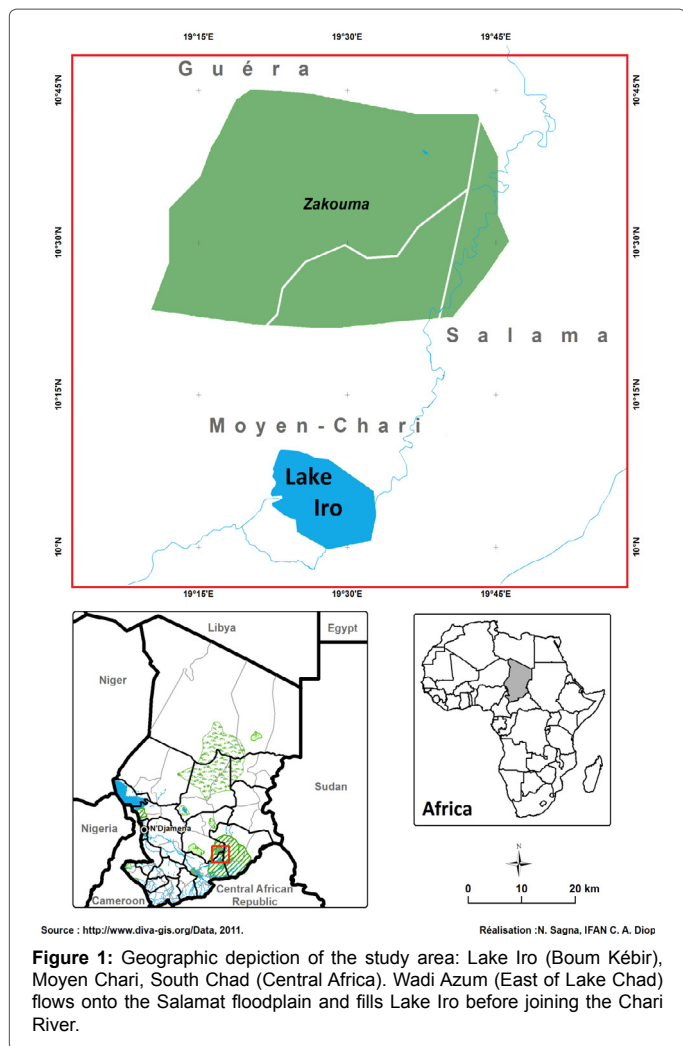 19°15'E 19°30'E 19°45'E
Guéra
10°45'N 10°45'N
Zakouma
10°30'N 10°30'N
Salama
10°15'N 10°15'N
Moyen-Chari
Lake
Iro
10°N 10°N
19°15'E 19°30'E 19°45'E
Libya
Egypt
Niger
Sudan
Nigeria
N'Djamena
Cameroon
Central African
Republic
Africa
N
0 10 20 km
Source : http://www.diva-gis.org/Data, 2011.
Réalisation :N. Sagna, IFAN C. A. Diop
Figure 1: Geographic depiction of the study area: Lake Iro (Boum Kébir),
Moyen Chari, South Chad (Central Africa). Wadi Azum (East of Lake Chad)
flows onto the Salamat floodplain and fills Lake Iro before joining the Chari
River.